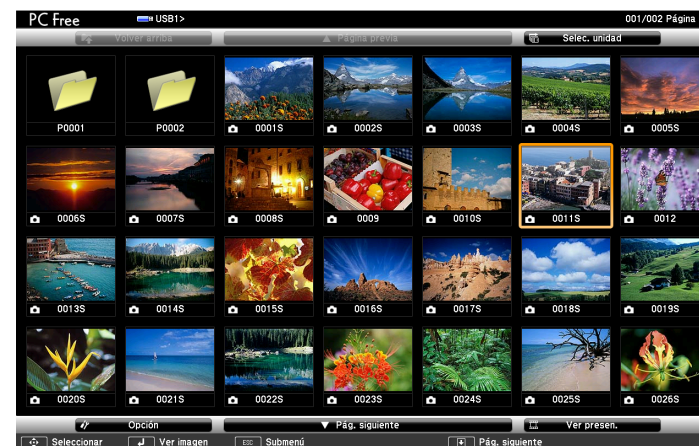 PC Free USB1> 001/002 Página
Volver arriba ▲ Página previa Selec. unidad
P0001 P0002 0001S 0002S 0003S 0004S 0005S
0006S 0007S 0008S 0009 0010S 0011S 0012
0013S 0014S 0015S 0016S 0017S 0018S 0019S
0020S 0021S 0022S 0023S 0024S 0025S 0026S
Opción ▼ Pág. siguiente Ver presen.
Seleccionar Ver imagen ESC Submenú Pág. siguiente